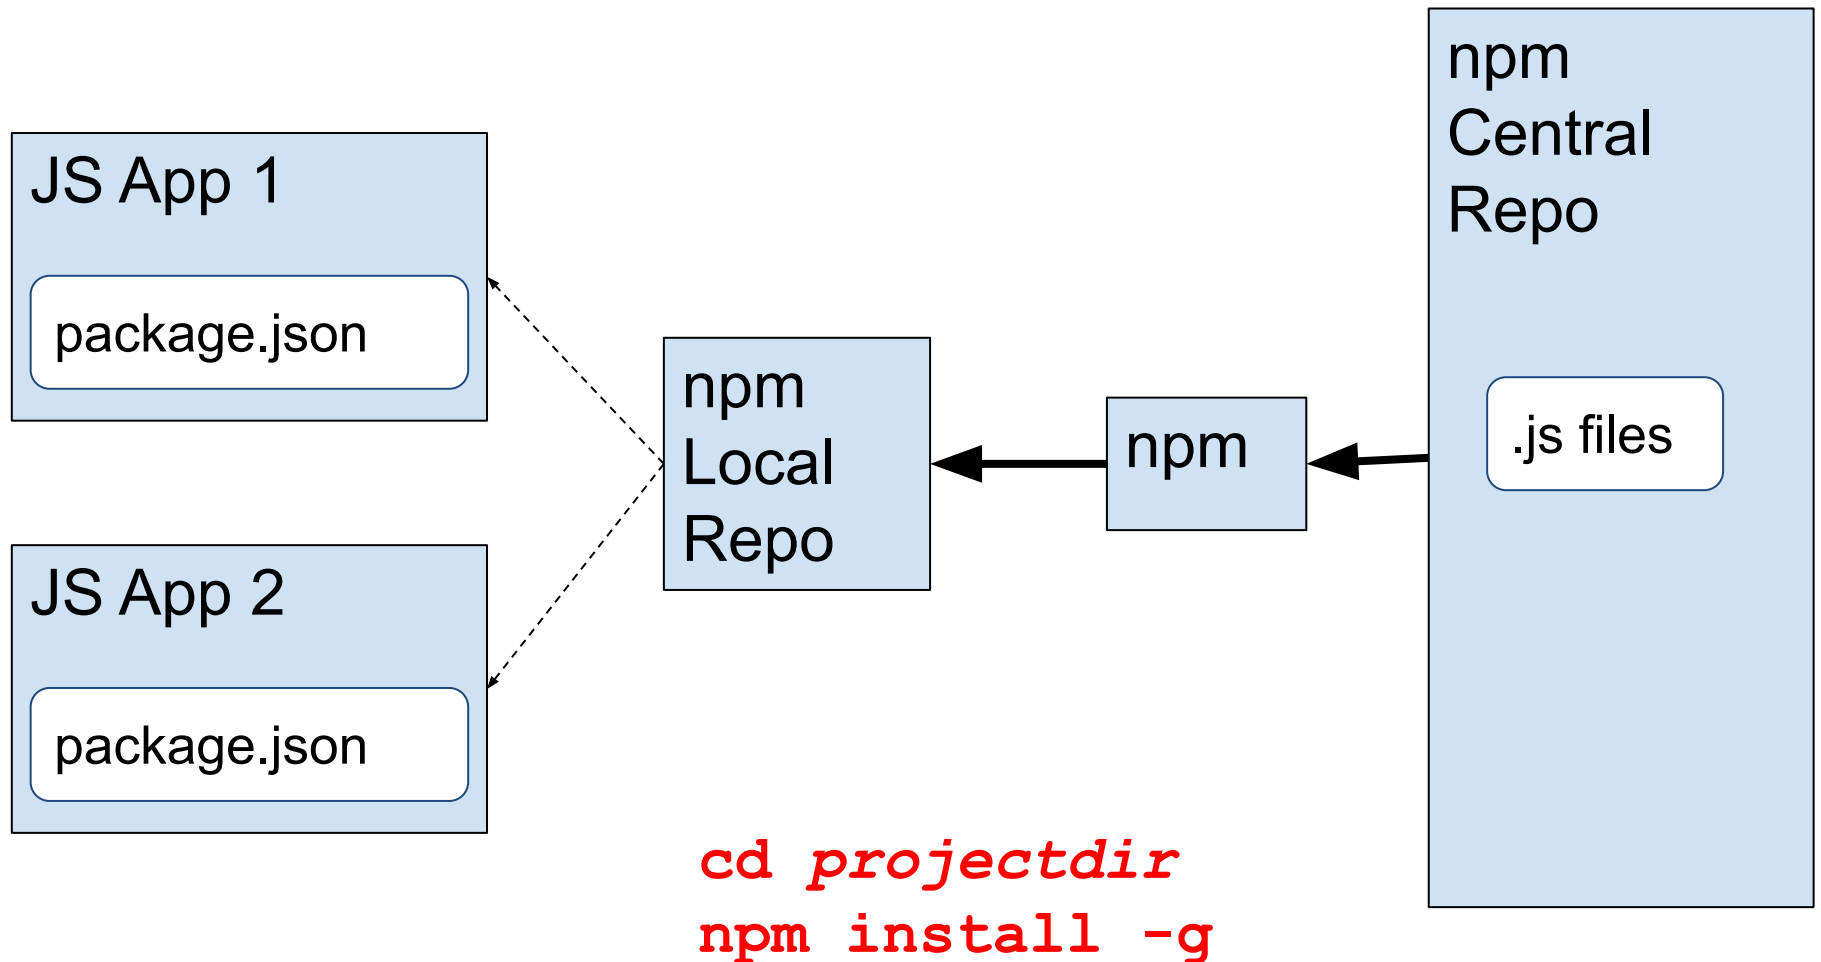 JS App 1
package.json
JS App 2
package.json
npm
Local
Repo
npm
npm
Central
Repo
.js files
cd projectdir
npm install -g